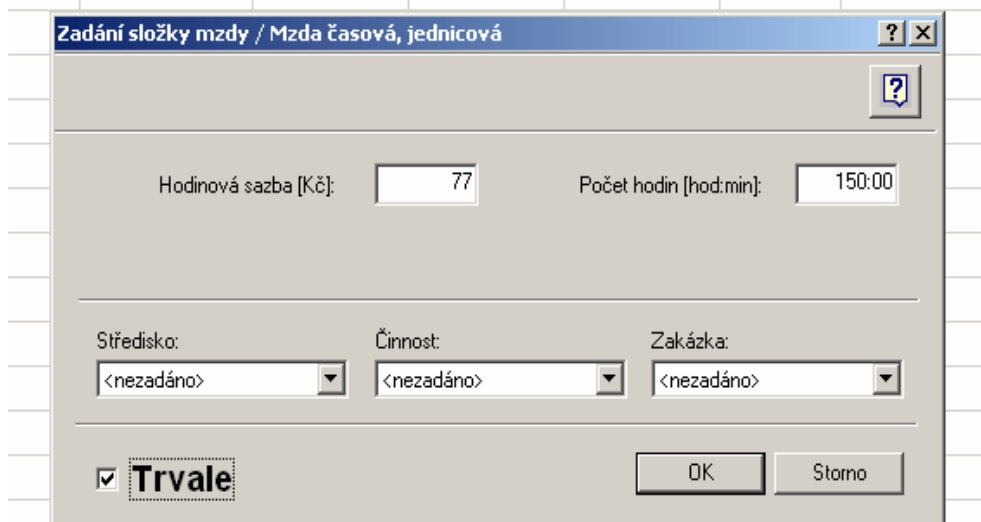 Zadání složky mzdy / Mzda časová, jednicová
Hodinová sazba [Kč]: 77 Počet hodin [hod:min]: 150:00
Středisko: Činnost: Zakázka:
<nezadáno> <nezadáno> <nezadáno>
Trvale OK Storno